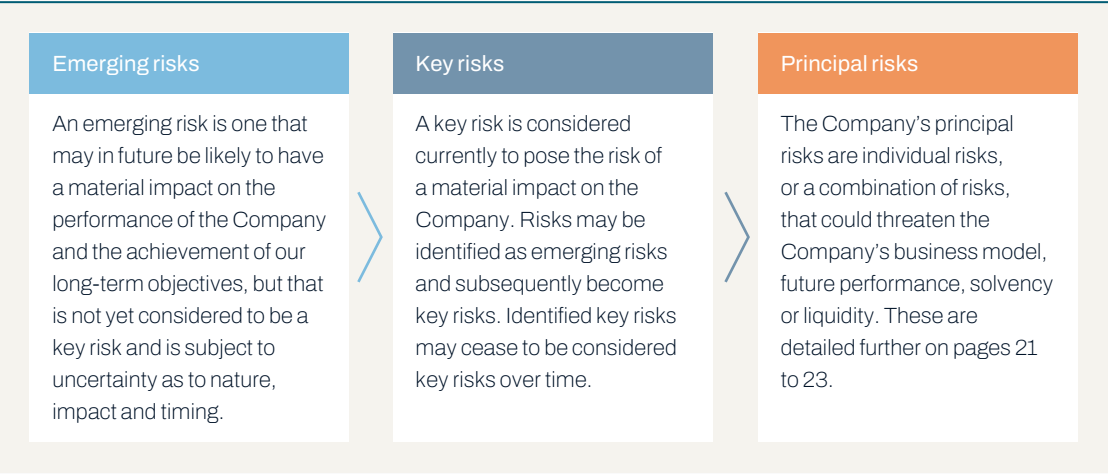 Emerging risks
An emerging risk is one that
may in future be likely to have
a material impact on the
performance of the Company
and the achievement of our
long-term objectives, but that
is not yet considered to be a
key risk and is subject to
uncertainty as to nature,
impact and timing.
Key risks
A key risk is considered
currently to pose the risk of
a material impact on the
Company. Risks may be
identified as emerging risks
and subsequently become
key risks. Identified key risks
may cease to be considered
key risks over time.
Principal risks
The Company’s principal
risks are individual risks,
or a combination of risks,
that could threaten the
Company’s business model,
future performance, solvency
or liquidity. These are
detailed further on pages 21
to 23.